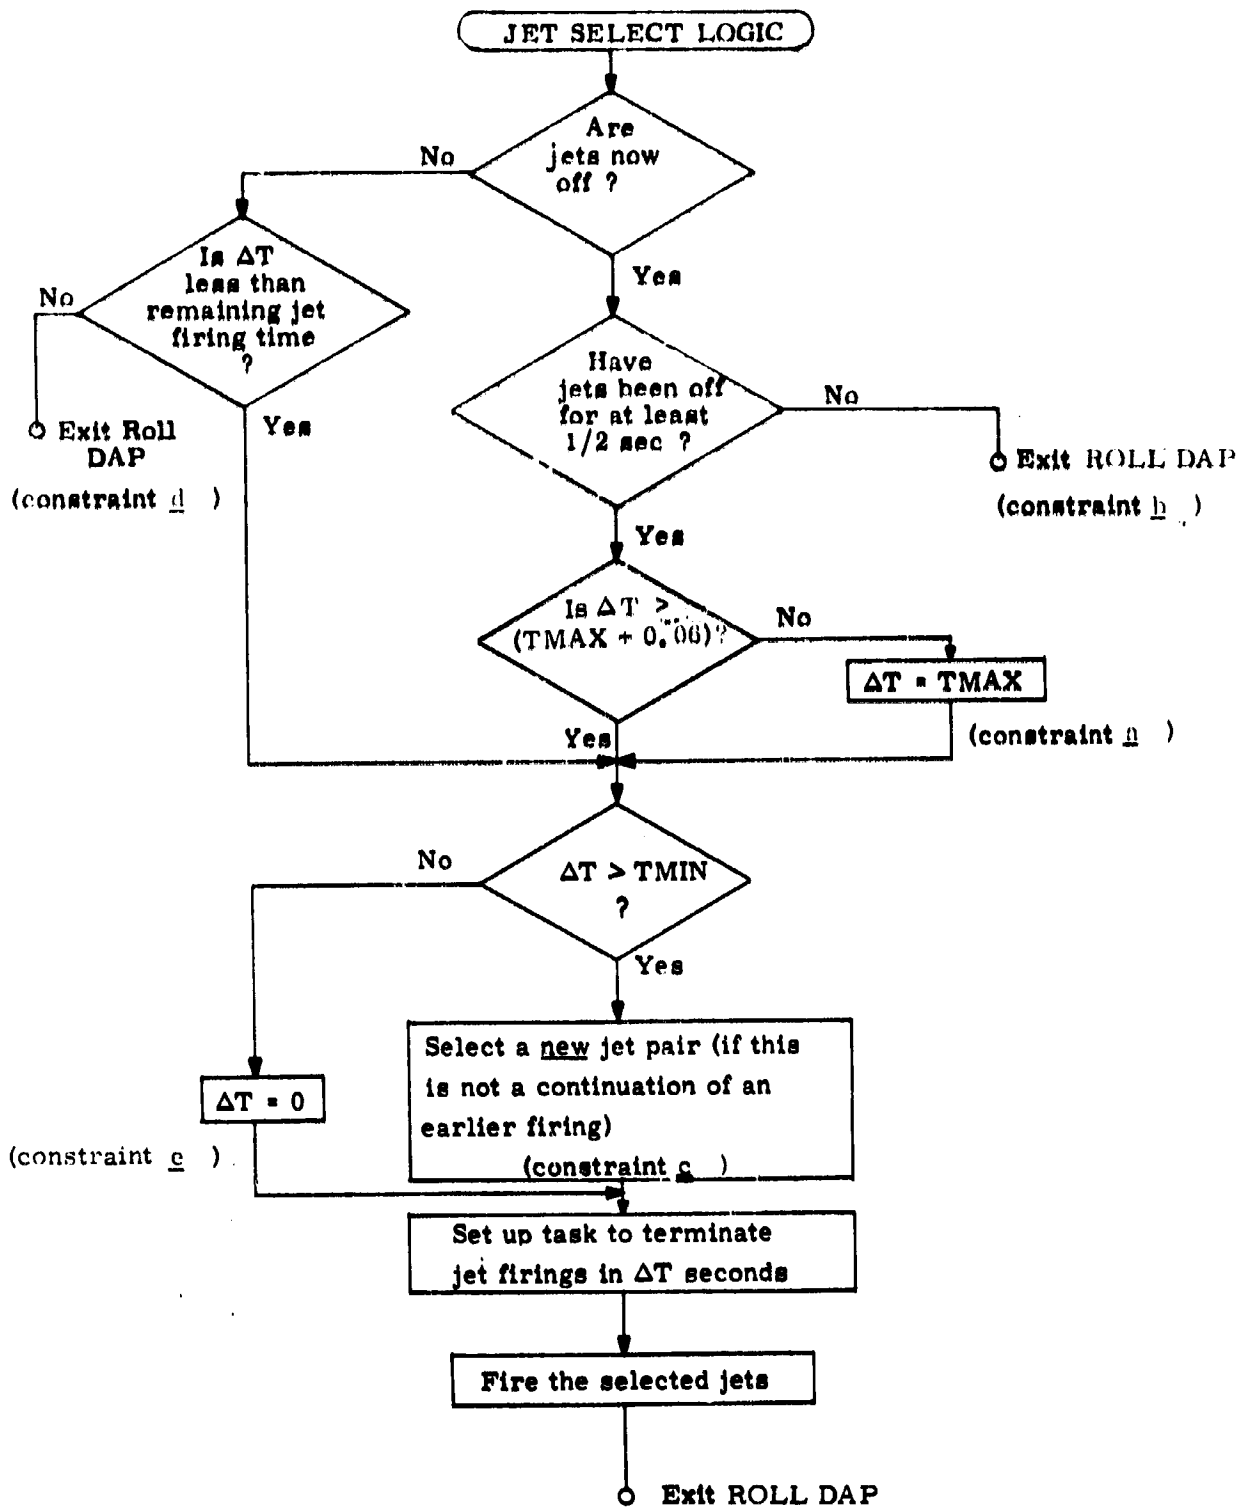 JET SELECT LOGIC
Are
jets now
off ?
No
Yes
Is ΔT
less than
remaining jet
firing time
?
No
Yes
Exit Roll
DAP
(constraint d )
Have
jets been off
for at least
1/2 sec ?
No
Exit ROLL DAP
(constraint b )
Yes
Is ΔT >
(TMAX + 0.06)?
No
ΔT = TMAX
(constraint a )
Yes
ΔT > TMIN
?
No
Yes
ΔT = 0
(constraint e )
Select a new jet pair (if this
is not a continuation of an
earlier firing)
(constraint c )
Set up task to terminate
jet firings in ΔT seconds
Fire the selected jets
Exit ROLL DAP